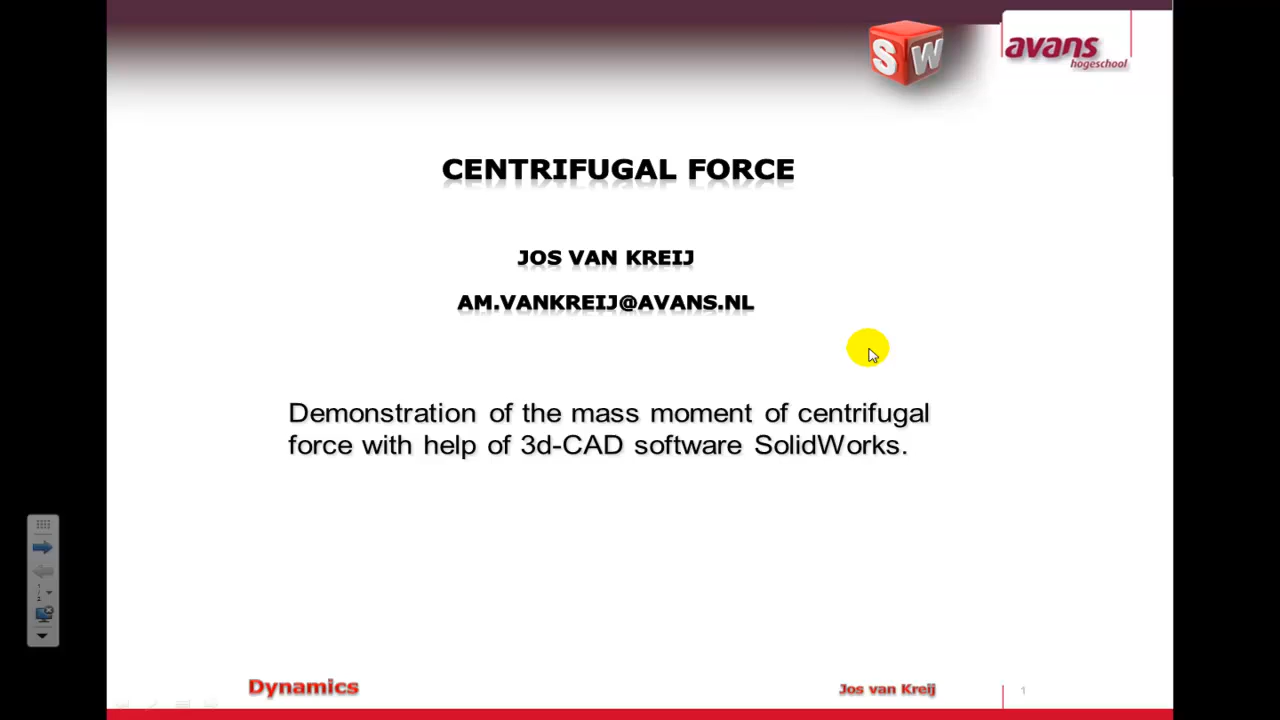 SW
avans
hogeschool
CENTRIFUGAL FORCE
JOS VAN KREIJ
AM.VANKREIJ@AVANS.NL
Demonstration of the mass moment of centrifugal
force with help of 3d-CAD software SolidWorks.
Dynamics
Jos van Kreij
1